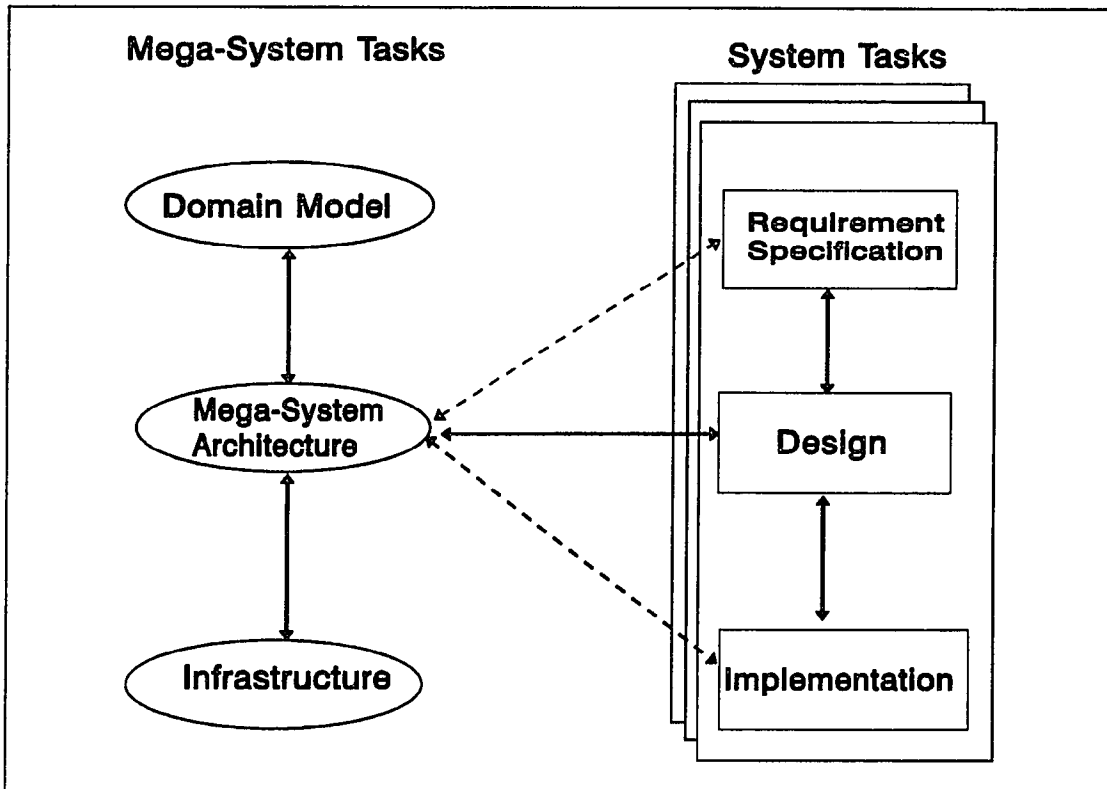 Mega-System Tasks
System Tasks
Domain Model
Mega-System
Architecture
Infrastructure
Requirement
Specification
Design
Implementation